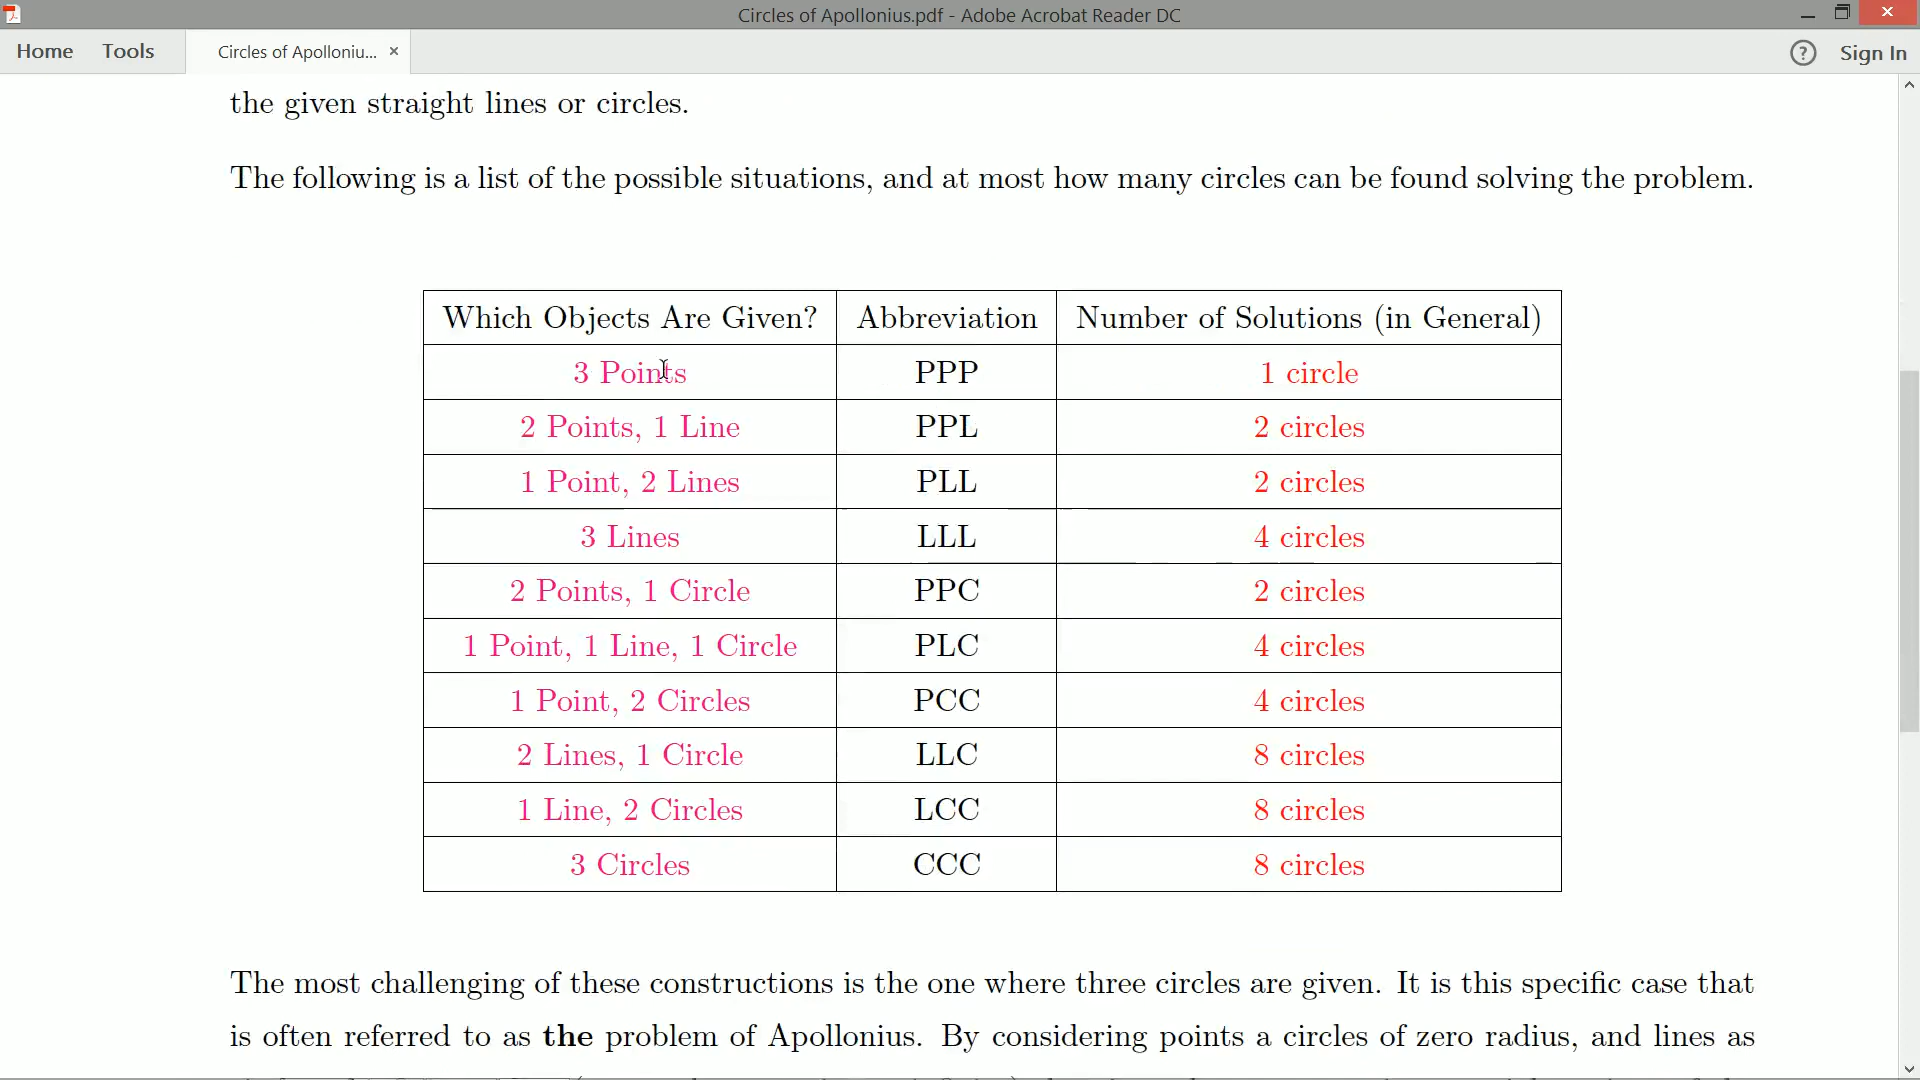 Circles of Apollonius.pdf - Adobe Acrobat Reader DC
Home Tools Circles of Apolloniu... × ? Sign In
the given straight lines or circles.
The following is a list of the possible situations, and at most how many circles can be found solving the problem.
Which Objects Are Given? Abbreviation Number of Solutions (in General)
3 Points PPP 1 circle
2 Points, 1 Line PPL 2 circles
1 Point, 2 Lines PLL 2 circles
3 Lines LLL 4 circles
2 Points, 1 Circle PPC 2 circles
1 Point, 1 Line, 1 Circle PLC 4 circles
1 Point, 2 Circles PCC 4 circles
2 Lines, 1 Circle LLC 8 circles
1 Line, 2 Circles LCC 8 circles
3 Circles CCC 8 circles
The most challenging of these constructions is the one where three circles are given. It is this specific case that
is often referred to as the problem of Apollonius. By considering points a circles of zero radius, and lines as